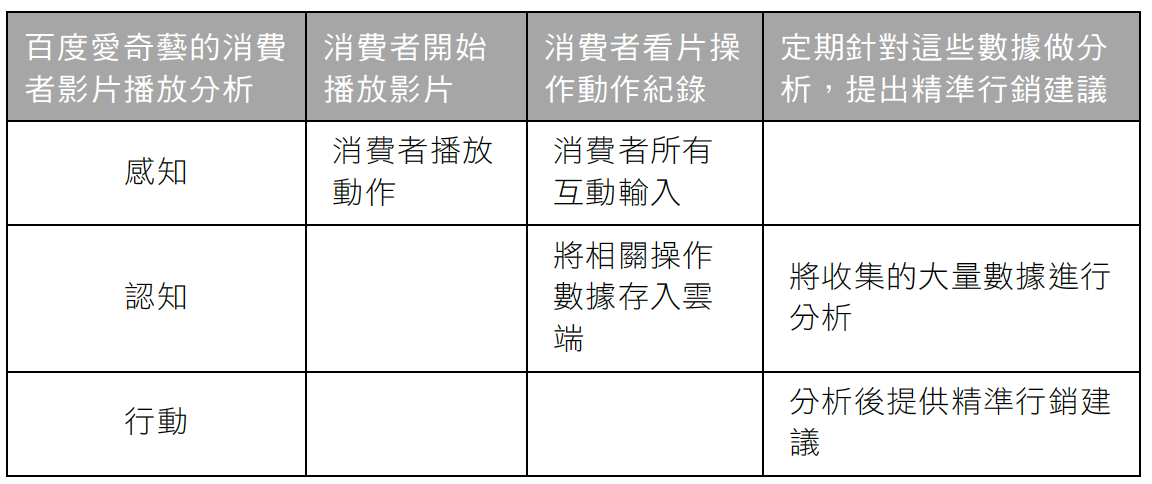 百度愛奇藝的消費
者影片播放分析
消費者開始
播放影片
消費者看片操
作動作紀錄
定期針對這些數據做分
析，提出精準行銷建議
感知
消費者播放
動作
消費者所有
互動輸入
認知
將相關操作
數據存入雲
端
將收集的大量數據進行
分析
行動
分析後提供精準行銷建
議